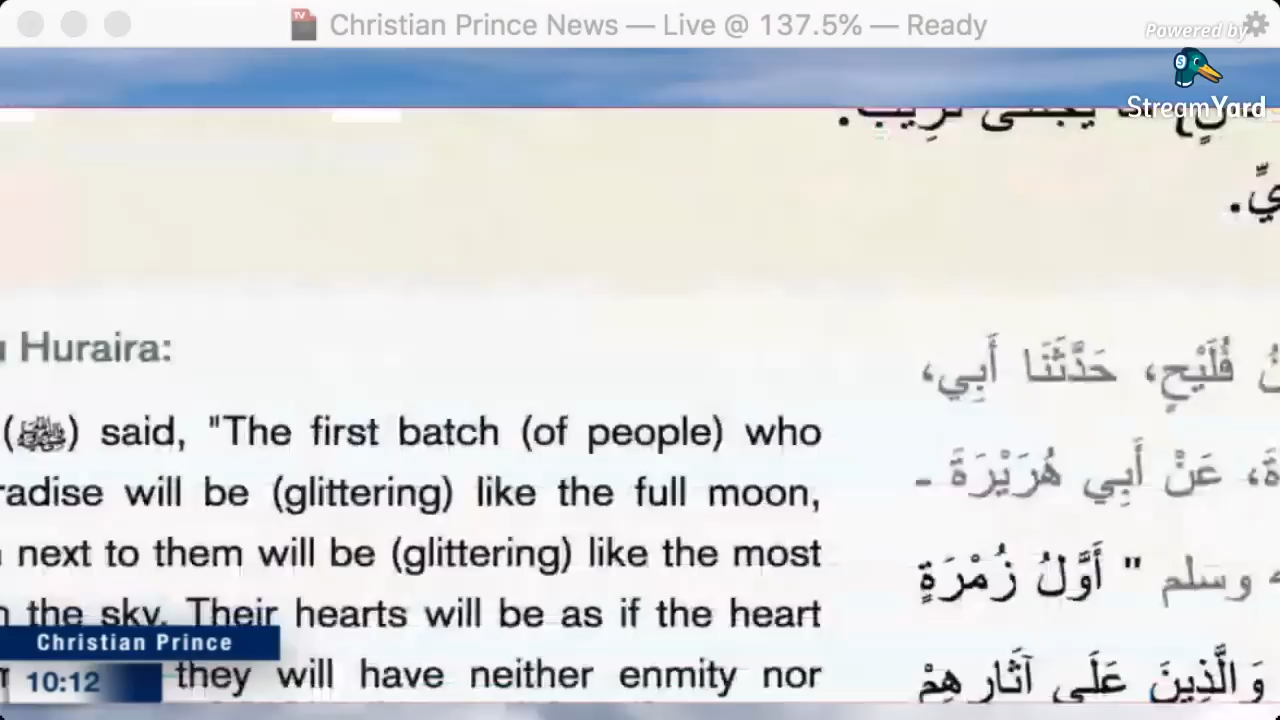 Christian Prince News — Live @ 137.5% — Ready
Powered by
StreamYard
يَّ.
Huraira:
فُلَيْحٍ، حَدَّثَنَا أَبِي،
said, "The first batch (of people) who
عَنْ أَبِي هُرَيْرَةَ ـ
will be (glittering) like the full moon,
next to them will be (glittering) like the most
وسلم " أَوَّلُ زُمْرَةٍ
the sky. Their hearts will be as if the heart
Christian Prince
they will have neither enmity nor
وَالَّذِينَ عَلَى آثَارِهِمْ
10:12